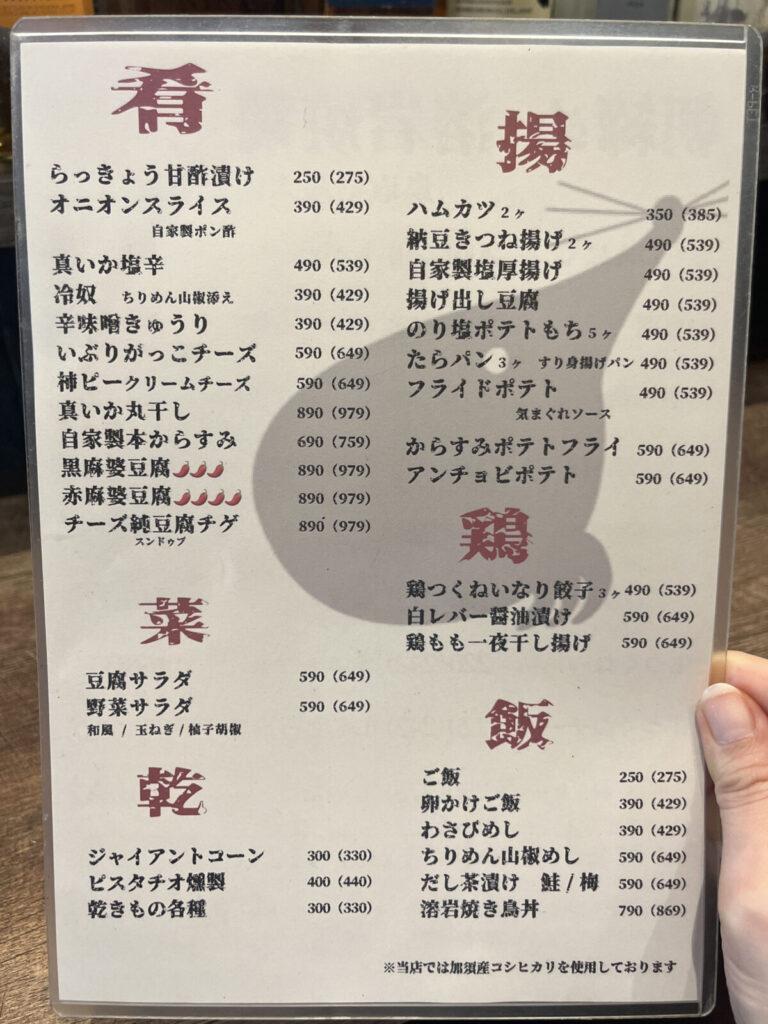 肴
らっきょう甘酢漬け 250（275）
オニオンスライス 390（429）
自家製ポン酢
真いか塩辛 490（539）
冷奴 ちりめん山椒添え 390（429）
辛味噌きゅうり 390（429）
いぶりがっこチーズ 590（649）
柿ピークリームチーズ 590（649）
真いか丸干し 890（979）
自家製本からすみ 690（759）
黒麻婆豆腐🌶🌶🌶 890（979）
赤麻婆豆腐🌶🌶🌶🌶 890（979）
チーズ純豆腐チゲ 890（979）
スンドゥブ
菜
豆腐サラダ 590（649）
野菜サラダ 590（649）
和風 / 玉ねぎ / 柚子胡椒
乾
ジャイアントコーン 300（330）
ピスタチオ燻製 400（440）
乾きもの各種 300（330）
揚
ハムカツ 2ヶ 350（385）
納豆きつね揚げ 2ヶ 490（539）
自家製塩厚揚げ 490（539）
揚げ出し豆腐 490（539）
のり塩ポテトもち 5ヶ 490（539）
たらパン 3ヶ すり身揚げパン 490（539）
フライドポテト 490（539）
気まぐれソース
からすみポテトフライ 590（649）
アンチョビポテト 590（649）
鶏
鶏つくねいなり餃子 3ヶ 490（539）
白レバー醤油漬け 590（649）
鶏もも一夜干し揚げ 590（649）
飯
ご飯 250（275）
卵かけご飯 390（429）
わさびめし 390（429）
ちりめん山椒めし 590（649）
だし茶漬け 鮭 / 梅 590（649）
溶岩焼き鳥丼 790（869）
※当店では加須産コシヒカリを使用しております